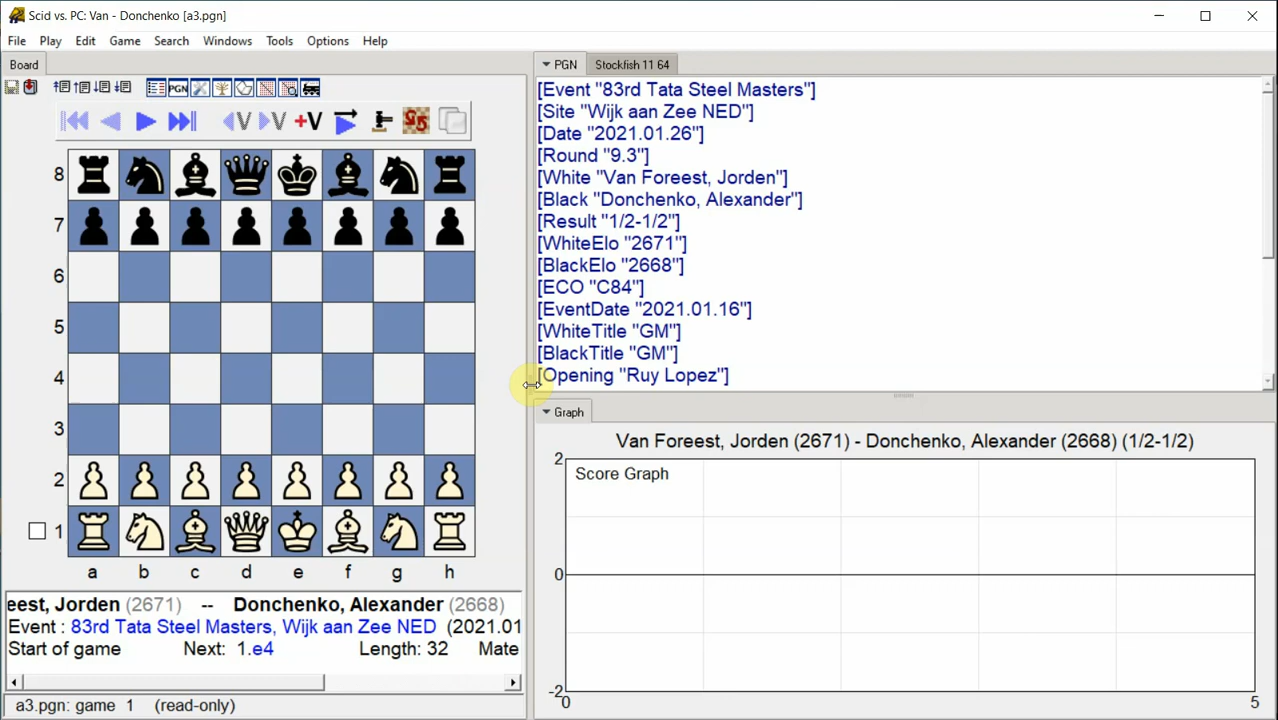 Scid vs. PC: Van - Donchenko [a3.pgn]
File Play Edit Game Search Windows Tools Options Help
Board
PGN
V V +V
8
7
6
5
4
3
2
1
a b c d e f g h
eest, Jorden (2671) -- Donchenko, Alexander (2668)
Event : 83rd Tata Steel Masters, Wijk aan Zee NED (2021.01
Start of game Next: 1.e4 Length: 32 Mate
a3.pgn: game 1 (read-only)
PGN Stockfish 11 64
[Event "83rd Tata Steel Masters"]
[Site "Wijk aan Zee NED"]
[Date "2021.01.26"]
[Round "9.3"]
[White "Van Foreest, Jorden"]
[Black "Donchenko, Alexander"]
[Result "1/2-1/2"]
[WhiteElo "2671"]
[BlackElo "2668"]
[ECO "C84"]
[EventDate "2021.01.16"]
[WhiteTitle "GM"]
[BlackTitle "GM"]
[Opening "Ruy Lopez"]
Graph
Van Foreest, Jorden (2671) - Donchenko, Alexander (2668) (1/2-1/2)
2
Score Graph
0
-2
0 5